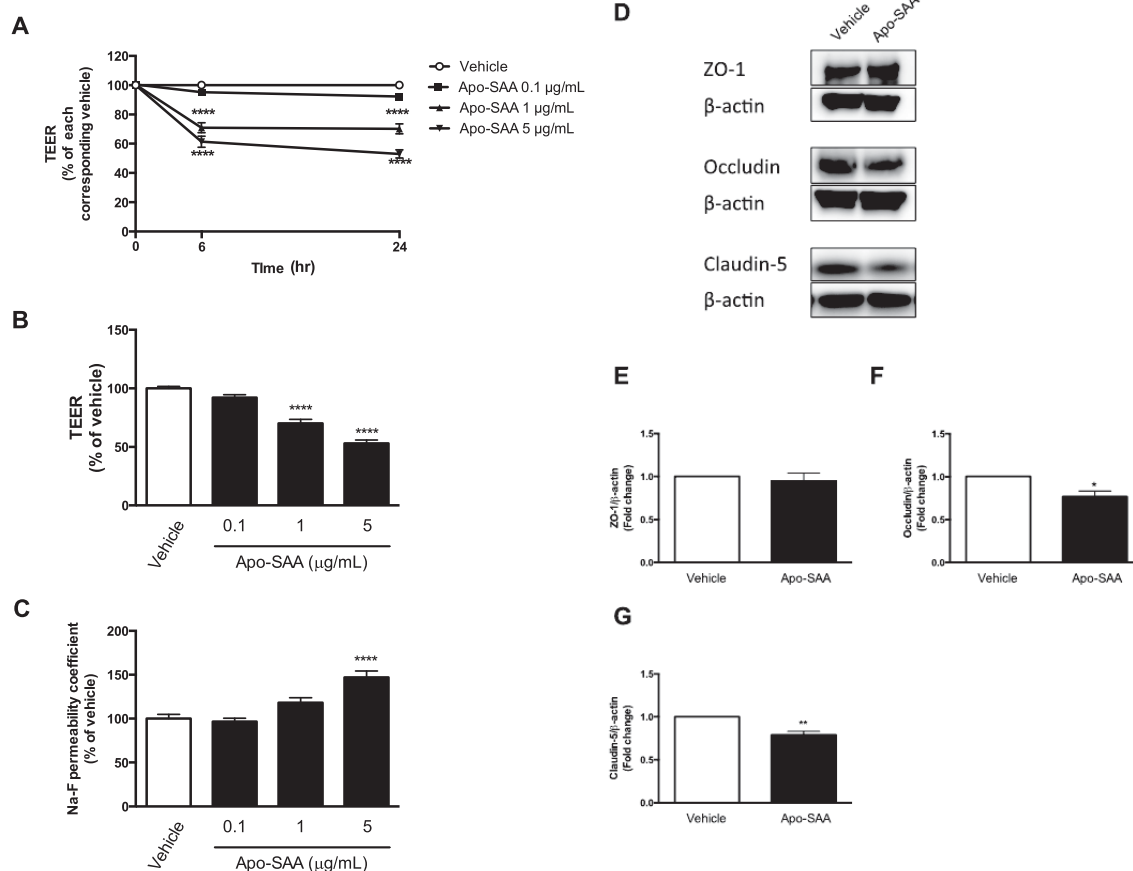 A
120
100
80
60
40
20
0
TEER
(% of each
corresponding vehicle)
****
****
****
****
0
6
24
TIme (hr)
Vehicle
Apo-SAA 0.1 µg/mL
Apo-SAA 1 µg/mL
Apo-SAA 5 µg/mL
B
150
100
50
0
TEER
(% of vehicle)
****
****
Vehicle
0.1
1
5
Apo-SAA (µg/mL)
C
200
150
100
50
0
Na-F permeability coefficient
(% of vehicle)
****
Vehicle
0.1
1
5
Apo-SAA (µg/mL)
D
Vehicle
Apo-SAA
ZO-1
β-actin
Occludin
β-actin
Claudin-5
β-actin
E
1.5
1.0
0.5
0.0
ZO-1/β-actin
(Fold change)
Vehicle
Apo-SAA
F
1.5
1.0
0.5
0.0
Occludin/β-actin
(Fold change)
*
Vehicle
Apo-SAA
G
1.5
1.0
0.5
0.0
Claudin-5/β-actin
(Fold change)
**
Vehicle
Apo-SAA